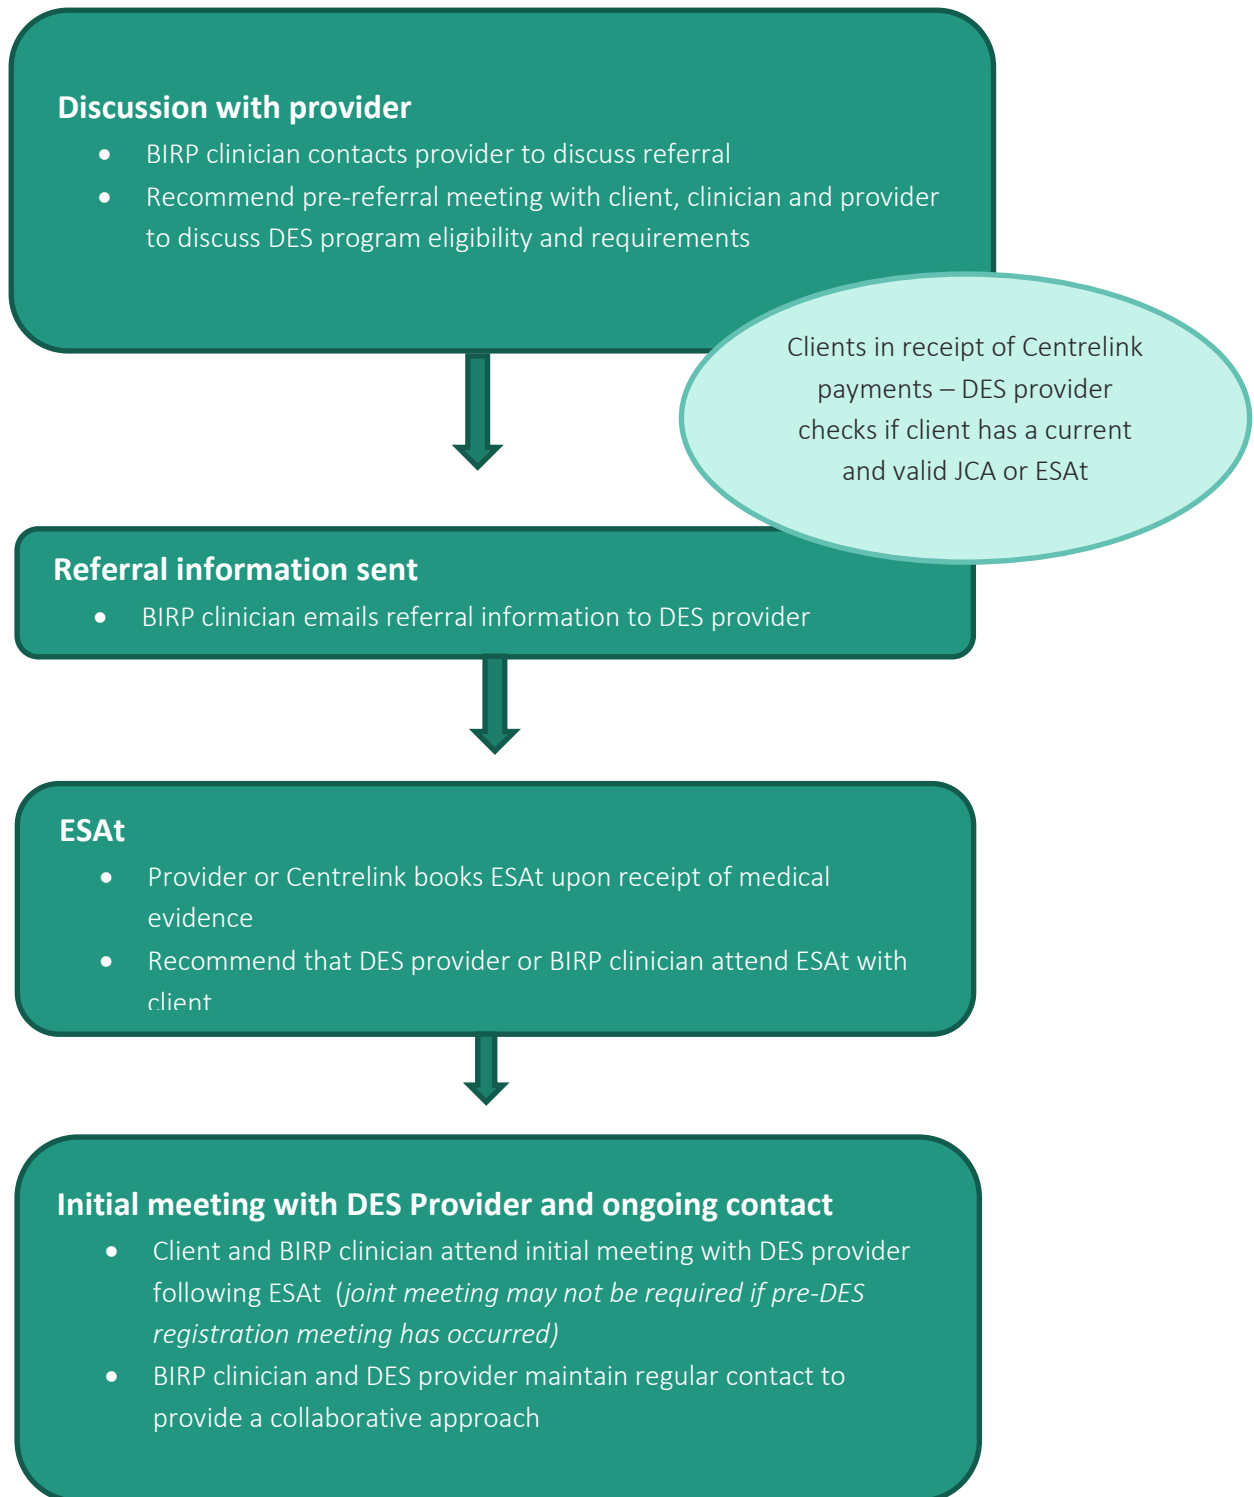 Discussion with provider
• BIRP clinician contacts provider to discuss referral
• Recommend pre-referral meeting with client, clinician and provider
to discuss DES program eligibility and requirements
Clients in receipt of Centrelink
payments – DES provider
checks if client has a current
and valid JCA or ESAt
Referral information sent
• BIRP clinician emails referral information to DES provider
ESAt
• Provider or Centrelink books ESAt upon receipt of medical
evidence
• Recommend that DES provider or BIRP clinician attend ESAt with
client
Initial meeting with DES Provider and ongoing contact
• Client and BIRP clinician attend initial meeting with DES provider
following ESAt (joint meeting may not be required if pre-DES
registration meeting has occurred)
• BIRP clinician and DES provider maintain regular contact to
provide a collaborative approach